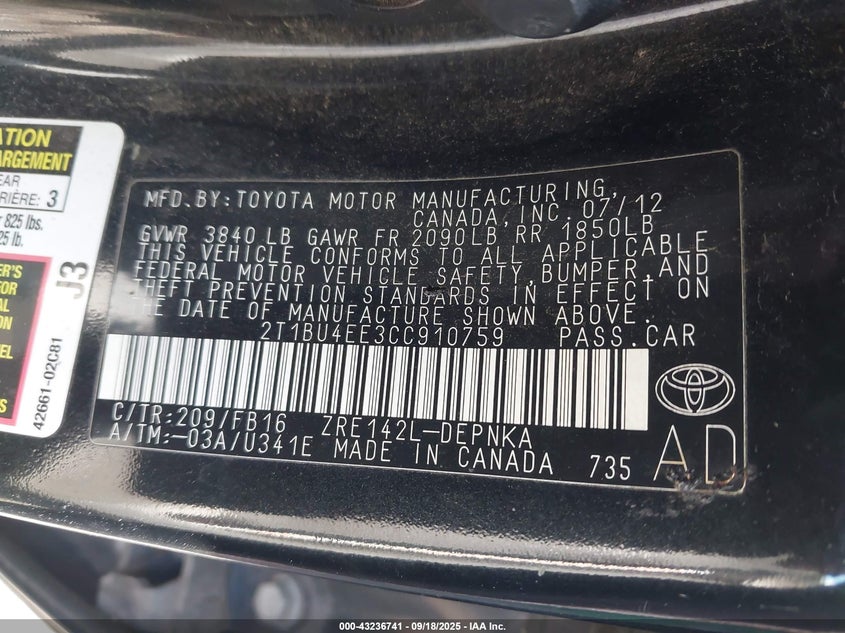 ATION
ARGEMENT
EAR
RIÈRE: 3
825 lbs.
25 lb.
ER'S
J3
42661-02C81
MFD.BY:TOYOTA MOTOR MANUFACTURING,
CANADA,INC. 07/12
GVWR 3840 LB GAWR FR 2090LB RR 1850LB
THIS VEHICLE CONFORMS TO ALL APPLICABLE
FEDERAL MOTOR VEHICLE SAFETY,BUMPER,AND
THEFT PREVENTION STANDARDS IN EFFECT ON
THE DATE OF MANUFACTURE SHOWN ABOVE.
2T1BU4EE3CC910759 PASS.CAR
C/TR:209/FB16 ZRE142L-DEPNKA
A/TM:-03A/U341E MADE IN CANADA 735
AD
000-43236741 - 09/18/2025 - IAA Inc.